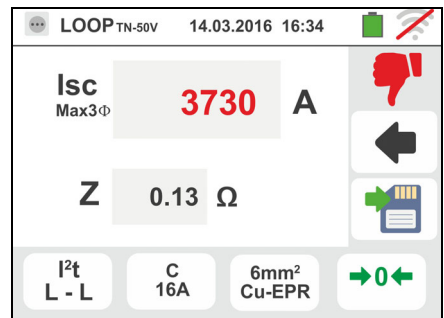 LOOP TN-50V 14.03.2016 16:34
Isc
Max3Φ
3730 A
Z 0.13 Ω
I²t
L - L
C
16A
6mm²
Cu-EPR
→0←